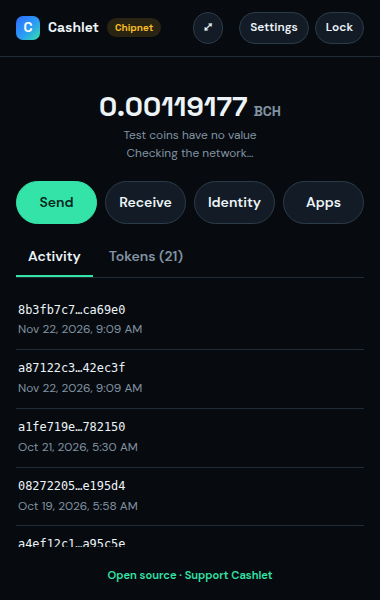 C Cashlet Chipnet Settings Lock
0.00119177 BCH
Test coins have no value
Checking the network…
Send Receive Identity Apps
Activity Tokens (21)
8b3fb7c7…ca69e0
Nov 22, 2026, 9:09 AM
a87122c3…42ec3f
Nov 22, 2026, 9:09 AM
a1fe719e…782150
Oct 21, 2026, 5:30 AM
08272205…e195d4
Oct 19, 2026, 5:58 AM
a4ef12c1…a95c5e
Open source · Support Cashlet